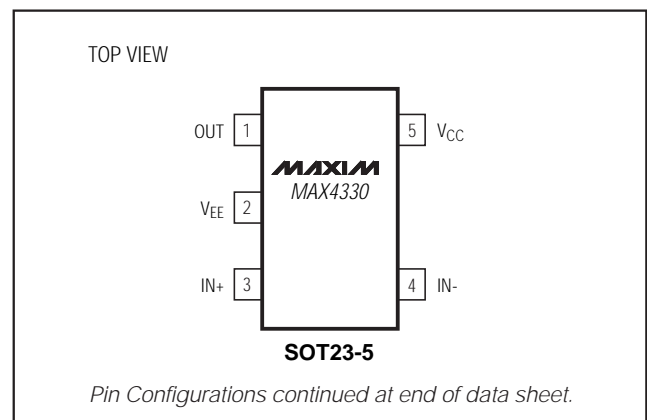 TOP VIEW
OUT 1
5 VCC
MAXIM
MAX4330
VEE 2
IN+ 3
4 IN-
SOT23-5
Pin Configurations continued at end of data sheet.